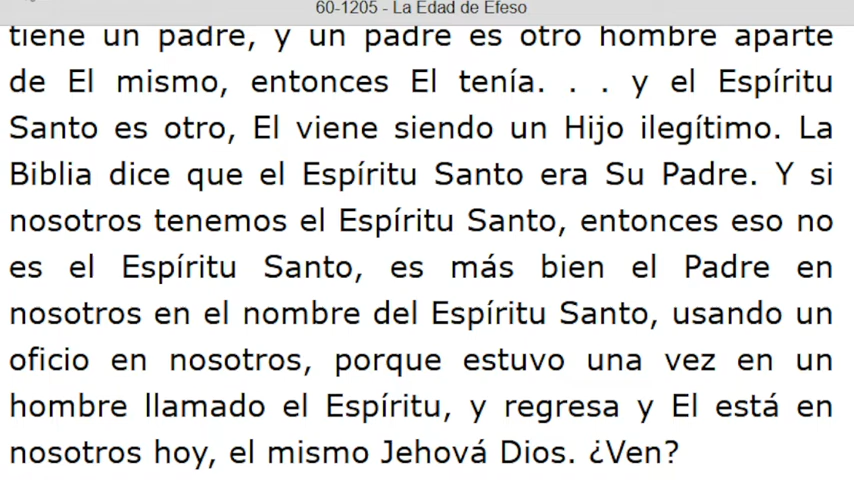 60-1205 - La Edad de Efeso
tiene un padre, y un padre es otro hombre aparte
de El mismo, entonces El tenía. . . y el Espíritu
Santo es otro, El viene siendo un Hijo ilegítimo. La
Biblia dice que el Espíritu Santo era Su Padre. Y si
nosotros tenemos el Espíritu Santo, entonces eso no
es el Espíritu Santo, es más bien el Padre en
nosotros en el nombre del Espíritu Santo, usando un
oficio en nosotros, porque estuvo una vez en un
hombre llamado el Espíritu, y regresa y El está en
nosotros hoy, el mismo Jehová Dios. ¿Ven?